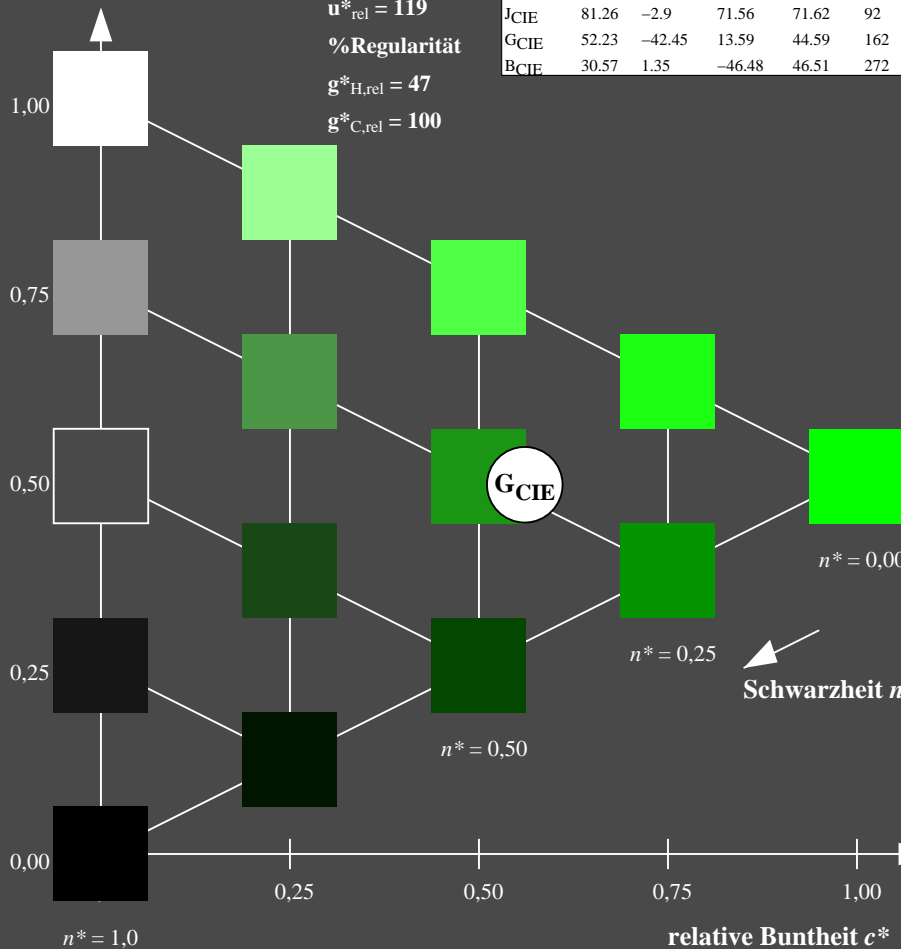 u*rel = 119
%Regularität
g*H,rel = 47
g*C,rel = 100
JCIE 81.26 −2.9 71.56 71.62 92
GCIE 52.23 −42.45 13.59 44.59 162
BCIE 30.57 1.35 −46.48 46.51 272
1,00
0,75
0,50
GCIE
n* = 0,00
n* = 0,25
0,25
Schwarzheit n
n* = 0,50
0,00
0,25 0,50 0,75 1,00
n* = 1,0
relative Buntheit c*